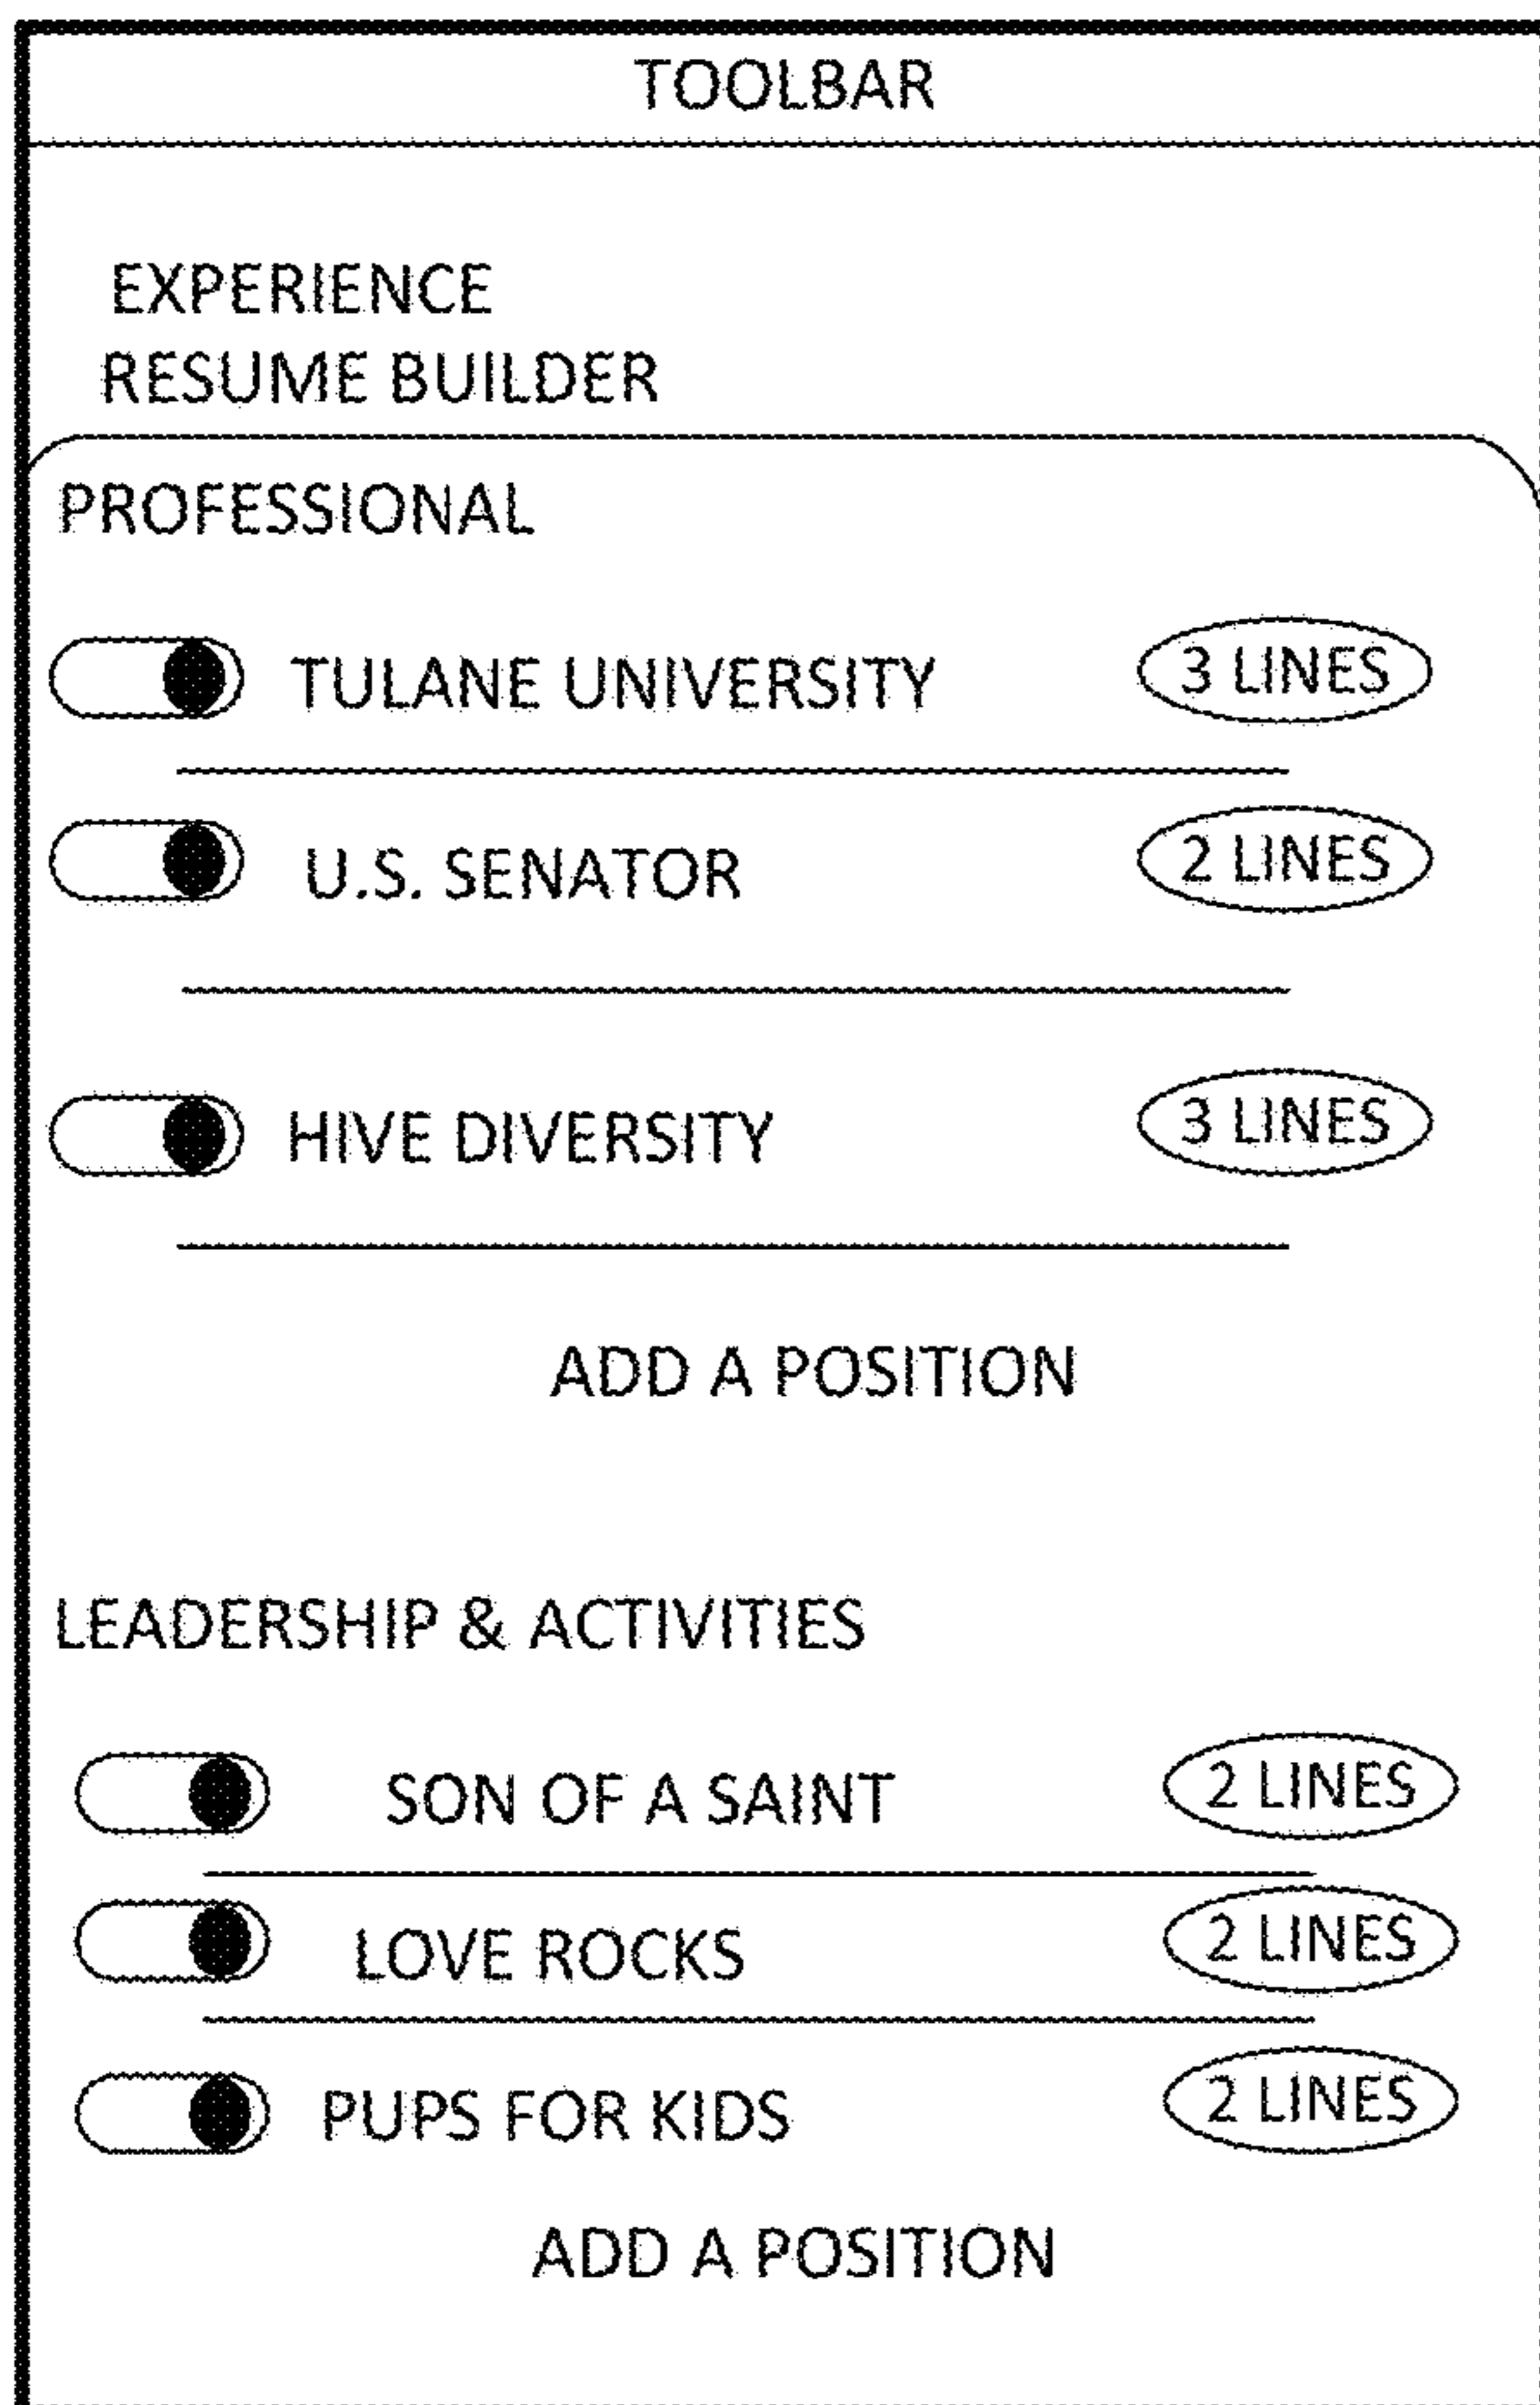 TOOLBAR
EXPERIENCE
RESUME BUILDER
PROFESSIONAL
TULANE UNIVERSITY 3 LINES
U.S. SENATOR 2 LINES
HIVE DIVERSITY 3 LINES
ADD A POSITION
LEADERSHIP & ACTIVITIES
SON OF A SAINT 2 LINES
LOVE ROCKS 2 LINES
PUPS FOR KIDS 2 LINES
ADD A POSITION